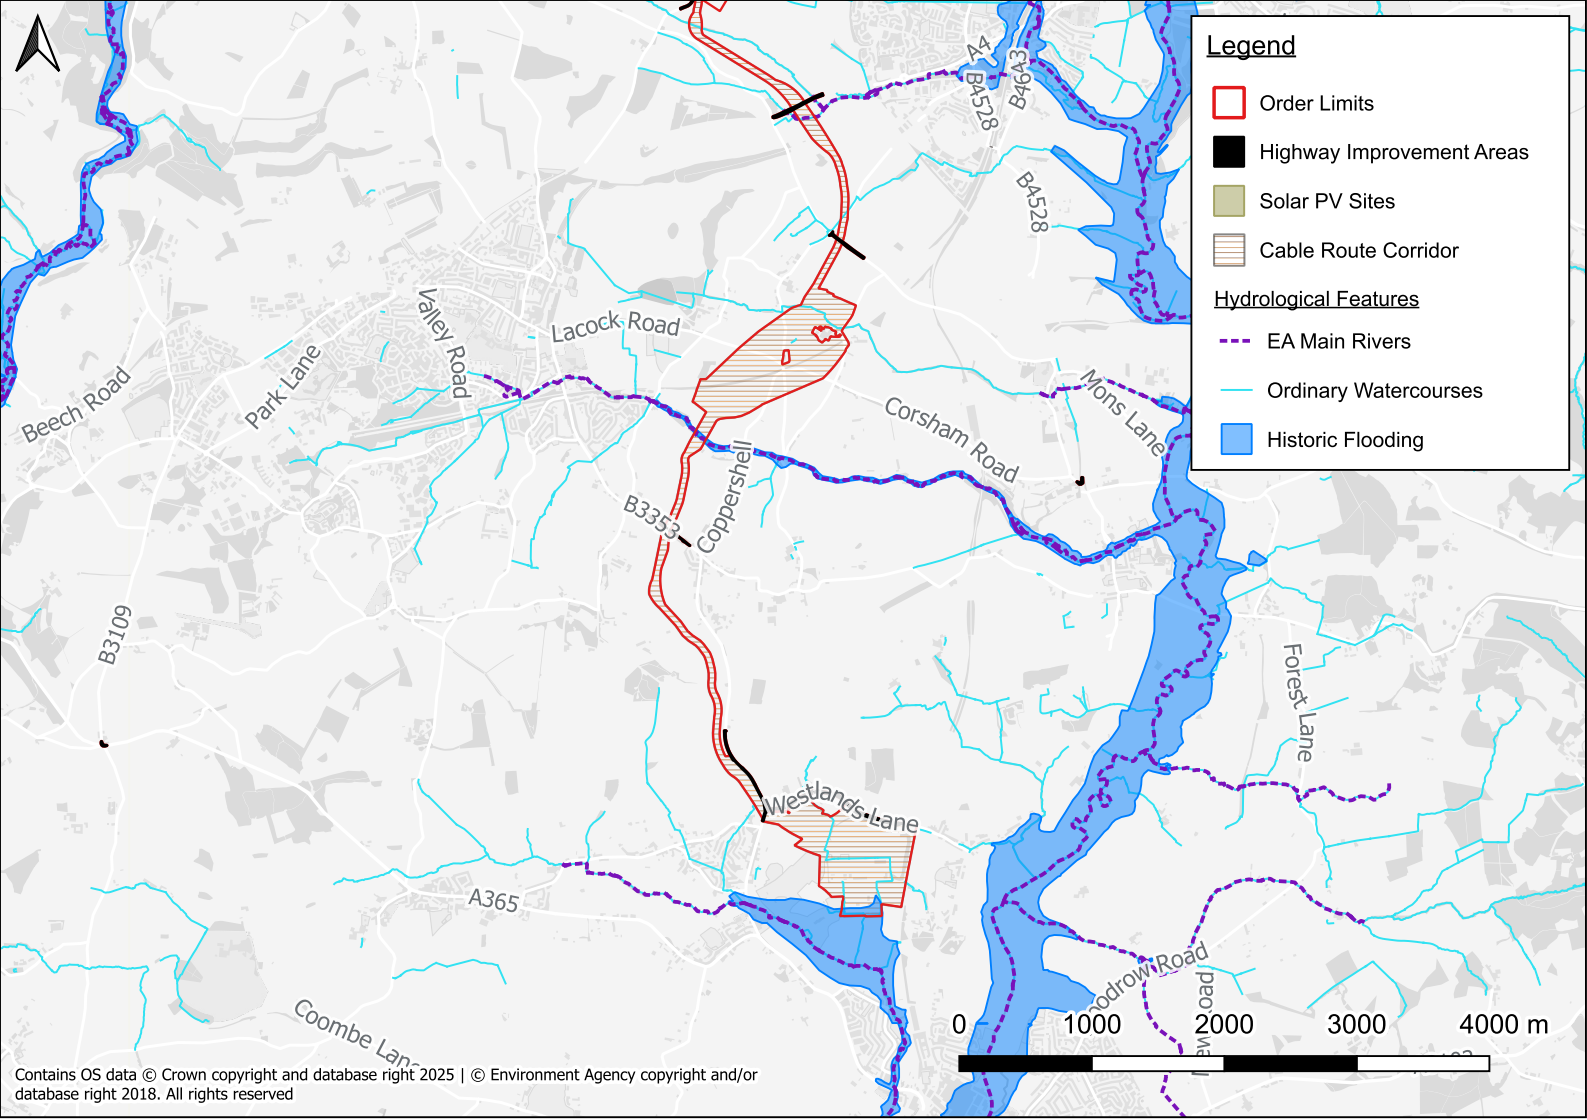 Legend
Order Limits
Highway Improvement Areas
Solar PV Sites
Cable Route Corridor
Hydrological Features
EA Main Rivers
Ordinary Watercourses
Historic Flooding
A4
B4643
B4528
B4528
Valley Road
Lacock Road
Park Lane
Beech Road
Corsham Road
Mons Lane
Coppershell
B3353
B3109
Forest Lane
Westlands Lane
A365
Coombe Lane
0 1000 2000 3000 4000 m
Contains OS data © Crown copyright and database right 2025 | © Environment Agency copyright and/or
database right 2018. All rights reserved